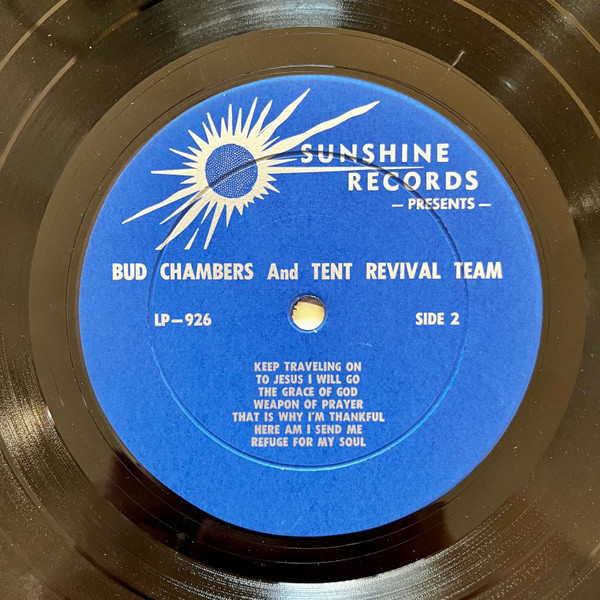 SUNSHINE
RECORDS
— PRESENTS —
BUD CHAMBERS And TENT REVIVAL TEAM
LP—926 SIDE 2
KEEP TRAVELING ON
TO JESUS I WILL GO
THE GRACE OF GOD
WEAPON OF PRAYER
THAT IS WHY I'M THANKFUL
HERE AM I SEND ME
REFUGE FOR MY SOUL